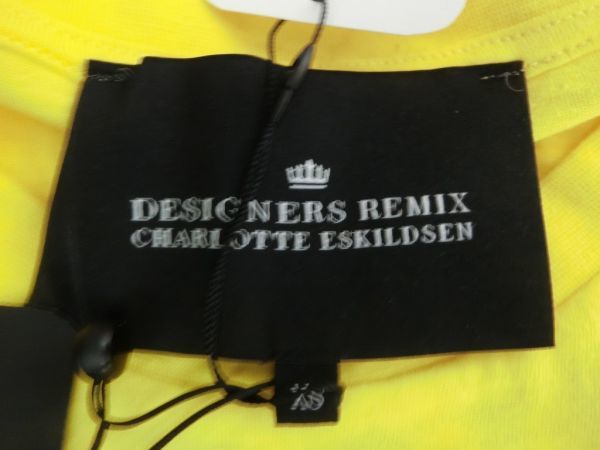 DESIGNERS REMIX
CHARLOTTE ESKILDSEN